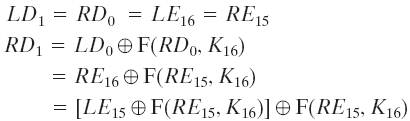 LD₁ = RD₀ = LE₁₆ = RE₁₅
RD₁ = LD₀ ⊕ F(RD₀, K₁₆)
= RE₁₆ ⊕ F(RE₁₅, K₁₆)
= [LE₁₅ ⊕ F(RE₁₅, K₁₆)] ⊕ F(RE₁₅, K₁₆)